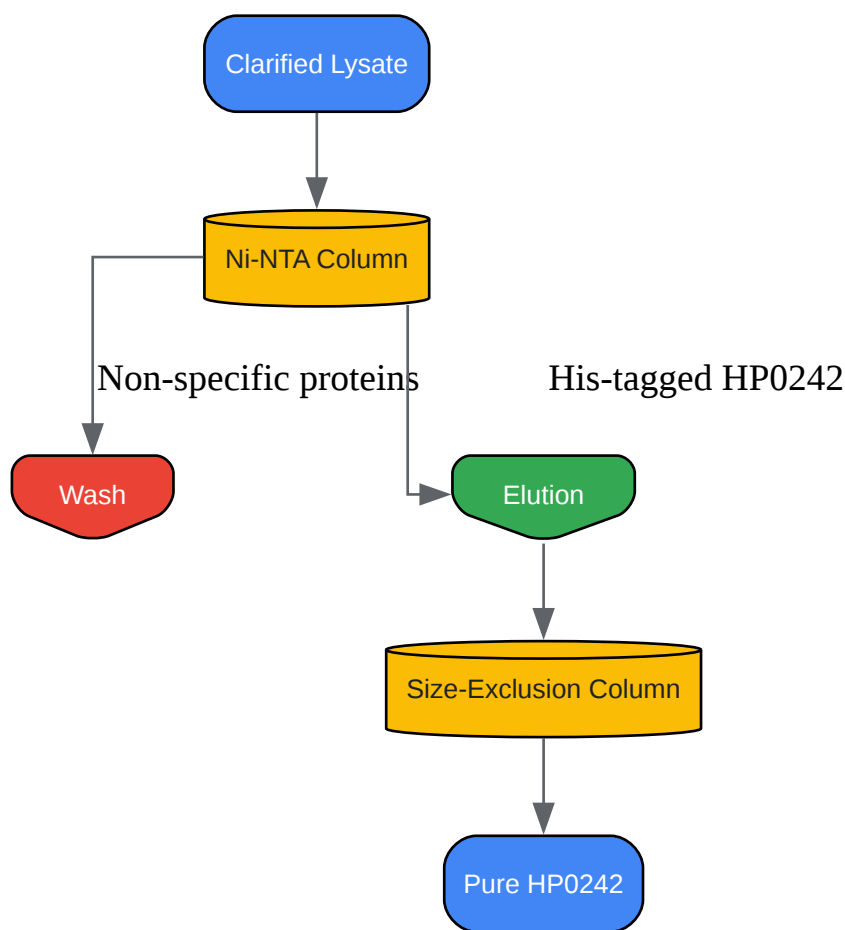 Clarified Lysate
Ni-NTA Column
Non-specific proteins
His-tagged HP0242
Wash
Elution
Size-Exclusion Column
Pure HP0242